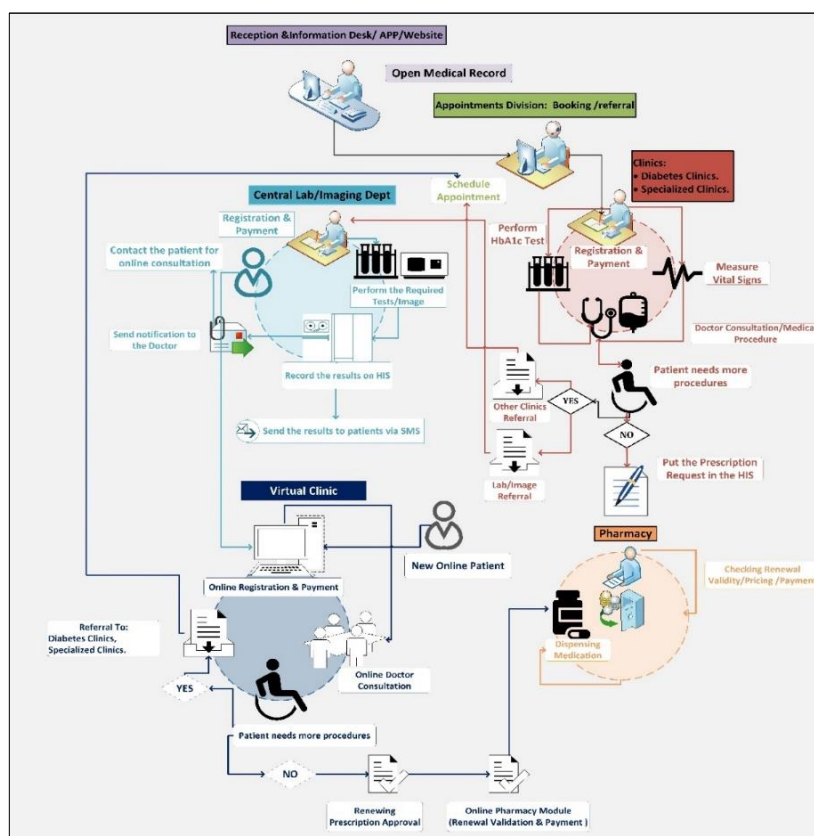 Reception &Information Desk/ APP/Website
Open Medical Record
Appointments Division: Booking /referral
Clinics:
• Diabetes Clinics.
• Specialized Clinics.
Schedule
Appointment
Central Lab/Imaging Dept
Registration &
Payment
Contact the patient for
online consultation
Perform the Required
Tests/Image
Send notification to
the Doctor
Record the results on HIS
Send the results to patients via SMS
Perform
HbA1c Test
Registration &
Payment
Measure
Vital Signs
Doctor Consultation/Medical
Procedure
Patient needs more
procedures
Other Clinics
Referral
YES
NO
Lab/Image
Referral
Put the Prescription
Request in the HIS
Virtual Clinic
New Online Patient
Online Registration & Payment
Referral To:
Diabetes Clinics,
Specialized Clinics.
Online Doctor
Consultation
YES
Patient needs more procedures
NO
Renewing
Prescription Approval
Online Pharmacy Module
(Renewal Validation & Payment )
Pharmacy
Checking Renewal
Validity/Pricing /Payment
Dispensing
Medication